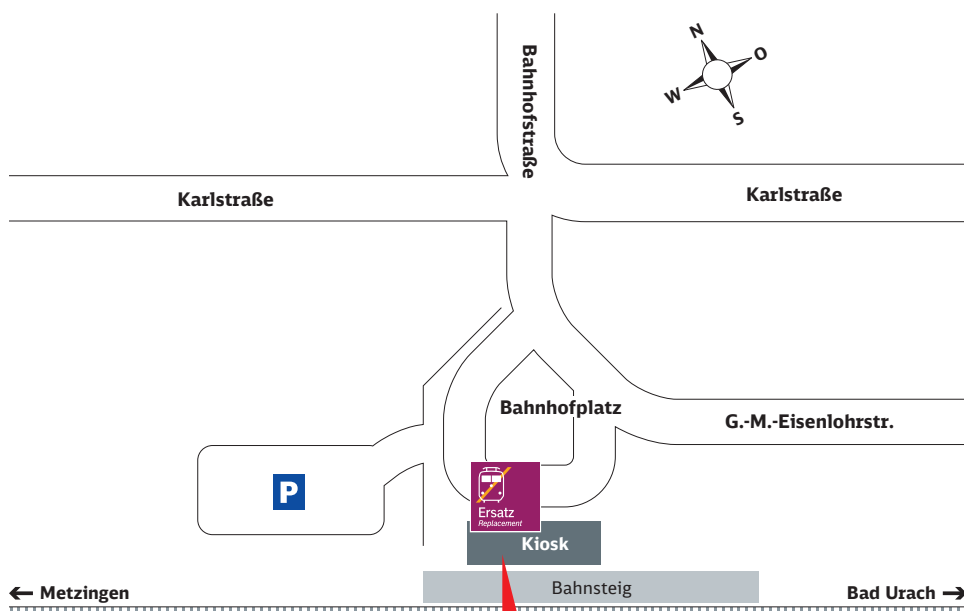 Bahnhofstraße
N
O
W
S
Karlstraße
Karlstraße
Bahnhofplatz
G.-M.-Eisenlohrstr.
P
Ersatz
Replacement
Kiosk
Bahnsteig
← Metzingen
Bad Urach →